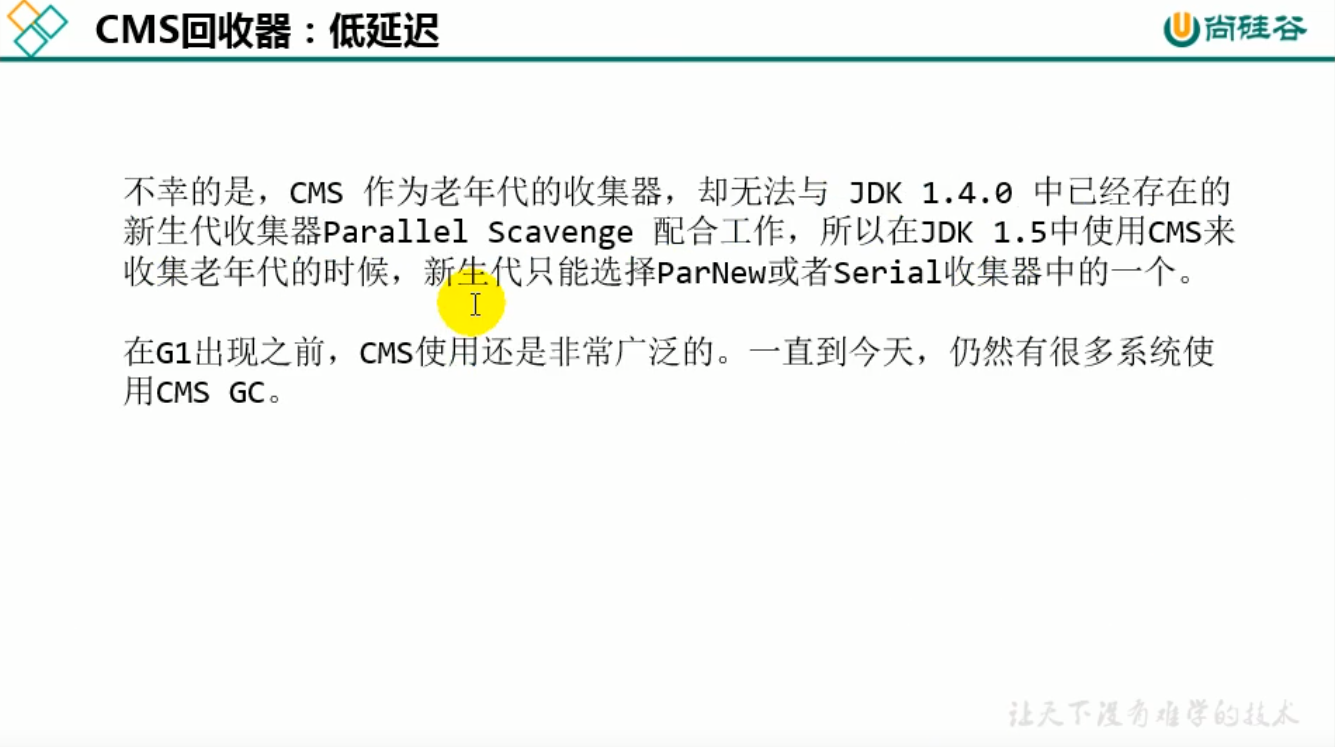 CMS回收器：低延迟
尚硅谷
不幸的是，CMS 作为老年代的收集器，却无法与 JDK 1.4.0 中已经存在的
新生代收集器Parallel Scavenge 配合工作，所以在JDK 1.5中使用CMS来
收集老年代的时候，新生代只能选择ParNew或者Serial收集器中的一个。
在G1出现之前，CMS使用还是非常广泛的。一直到今天，仍然有很多系统使
用CMS GC。
让天下没有难学的技术